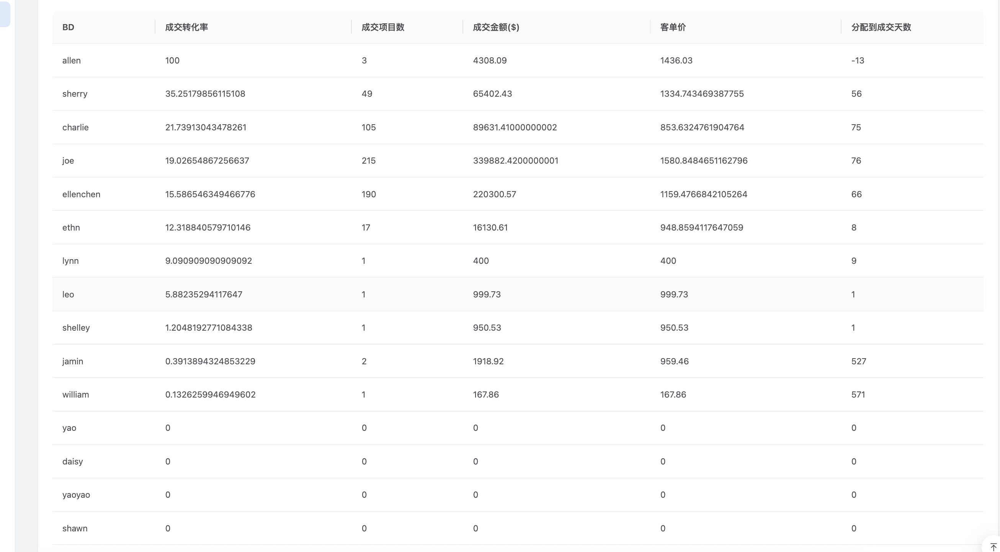 BD 成交转化率 成交项目数 成交金额($) 客单价 分配到成交天数
allen 100 3 4308.09 1436.03 -13
sherry 35.25179856115108 49 65402.43 1334.743469387755 56
charlie 21.73913043478261 105 89631.41000000002 853.6324761904764 75
joe 19.02654867256637 215 339882.4200000001 1580.8484651162796 76
ellenchen 15.586546349466776 190 220300.57 1159.4766842105264 66
ethn 12.318840579710146 17 16130.61 948.8594117647059 8
lynn 9.090909090909092 1 400 400 9
leo 5.88235294117647 1 999.73 999.73 1
shelley 1.2048192771084338 1 950.53 950.53 1
jamin 0.3913894324853229 2 1918.92 959.46 527
william 0.1326259946949602 1 167.86 167.86 571
yao 0 0 0 0 0
daisy 0 0 0 0 0
yaoyao 0 0 0 0 0
shawn 0 0 0 0 0